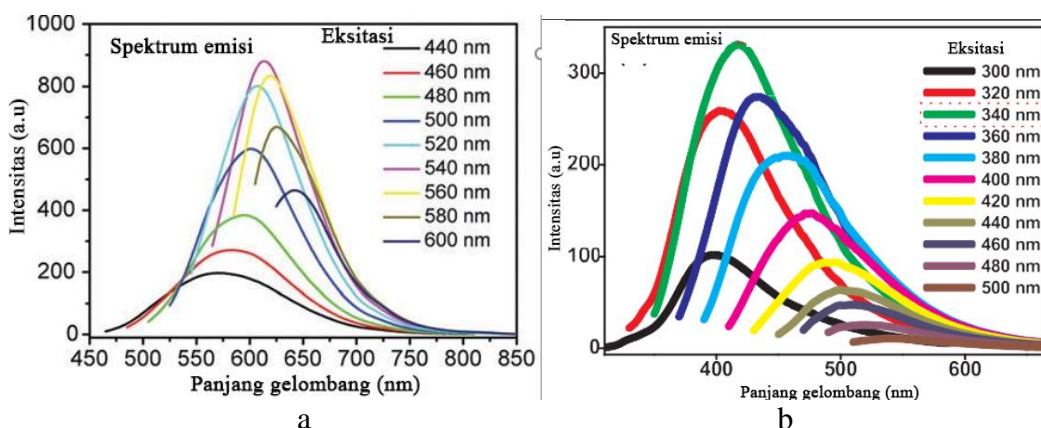 Spektrum emisi
Eksitasi
440 nm
460 nm
480 nm
500 nm
520 nm
540 nm
560 nm
580 nm
600 nm
Intensitas (a.u)
1000
800
600
400
200
0
450
500
550
600
650
700
750
800
850
Panjang gelombang (nm)
a
Spektrum emisi
Eksitasi
300 nm
320 nm
340 nm
360 nm
380 nm
400 nm
420 nm
440 nm
460 nm
480 nm
500 nm
Intensitas (a.u)
300
200
100
0
400
500
600
Panjang gelombang (nm)
b